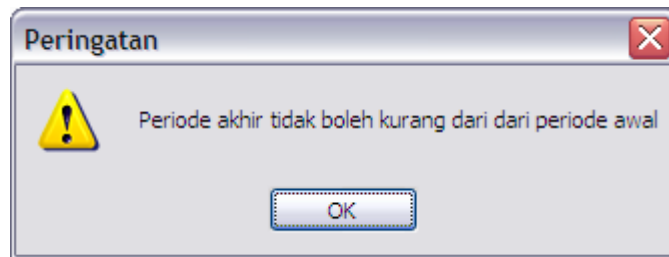 Peringatan
Periode akhir tidak boleh kurang dari dari periode awal
OK